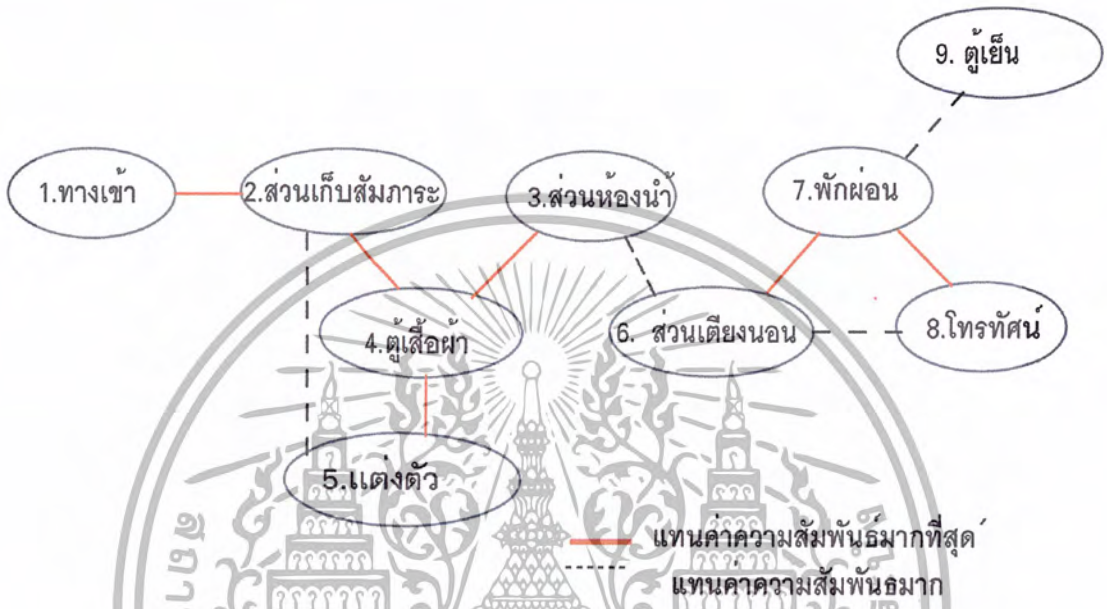 9. ตู้เย็น
1.ทางเข้า
2.ส่วนเก็บสัมภาระ
3.ส่วนห้องน้ำ
7.พักผ่อน
4.ตู้เสื้อผ้า
6. ส่วนเตียงนอน
8.โทรทัศน์
5.แต่งตัว
แทนค่าความสัมพันธ์มากที่สุด
แทนค่าความสัมพันธมาก